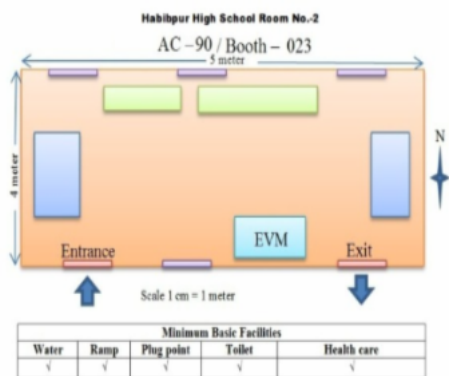 Habibpur High School Room No.-2
AC – 90 / Booth – 023
5 meter
4 meter
N
EVM
Entrance
Exit
Scale 1 cm = 1 meter
Minimum Basic Facilities
Water Ramp Plug point Toilet Health care
√ √ √ √ √